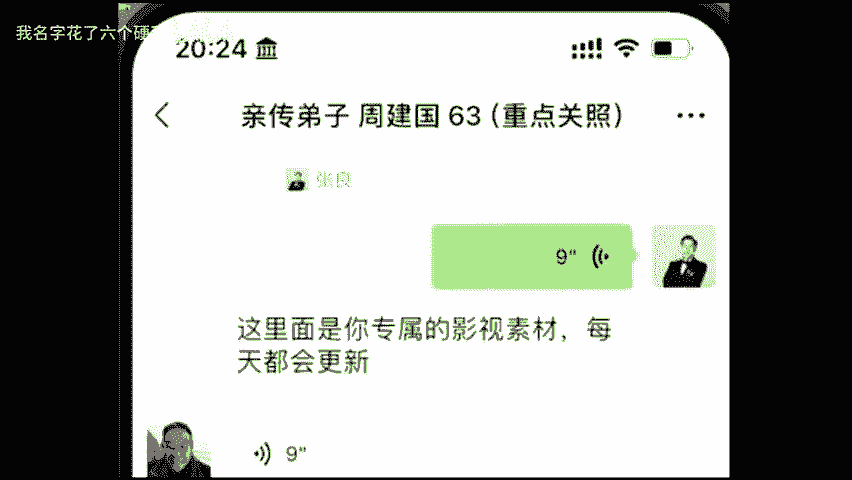 我名字花了六个硬
20:24
亲传弟子 周建国 63（重点关照）
张良
9"
这里面是你专属的影视素材，每
天都会更新
9"